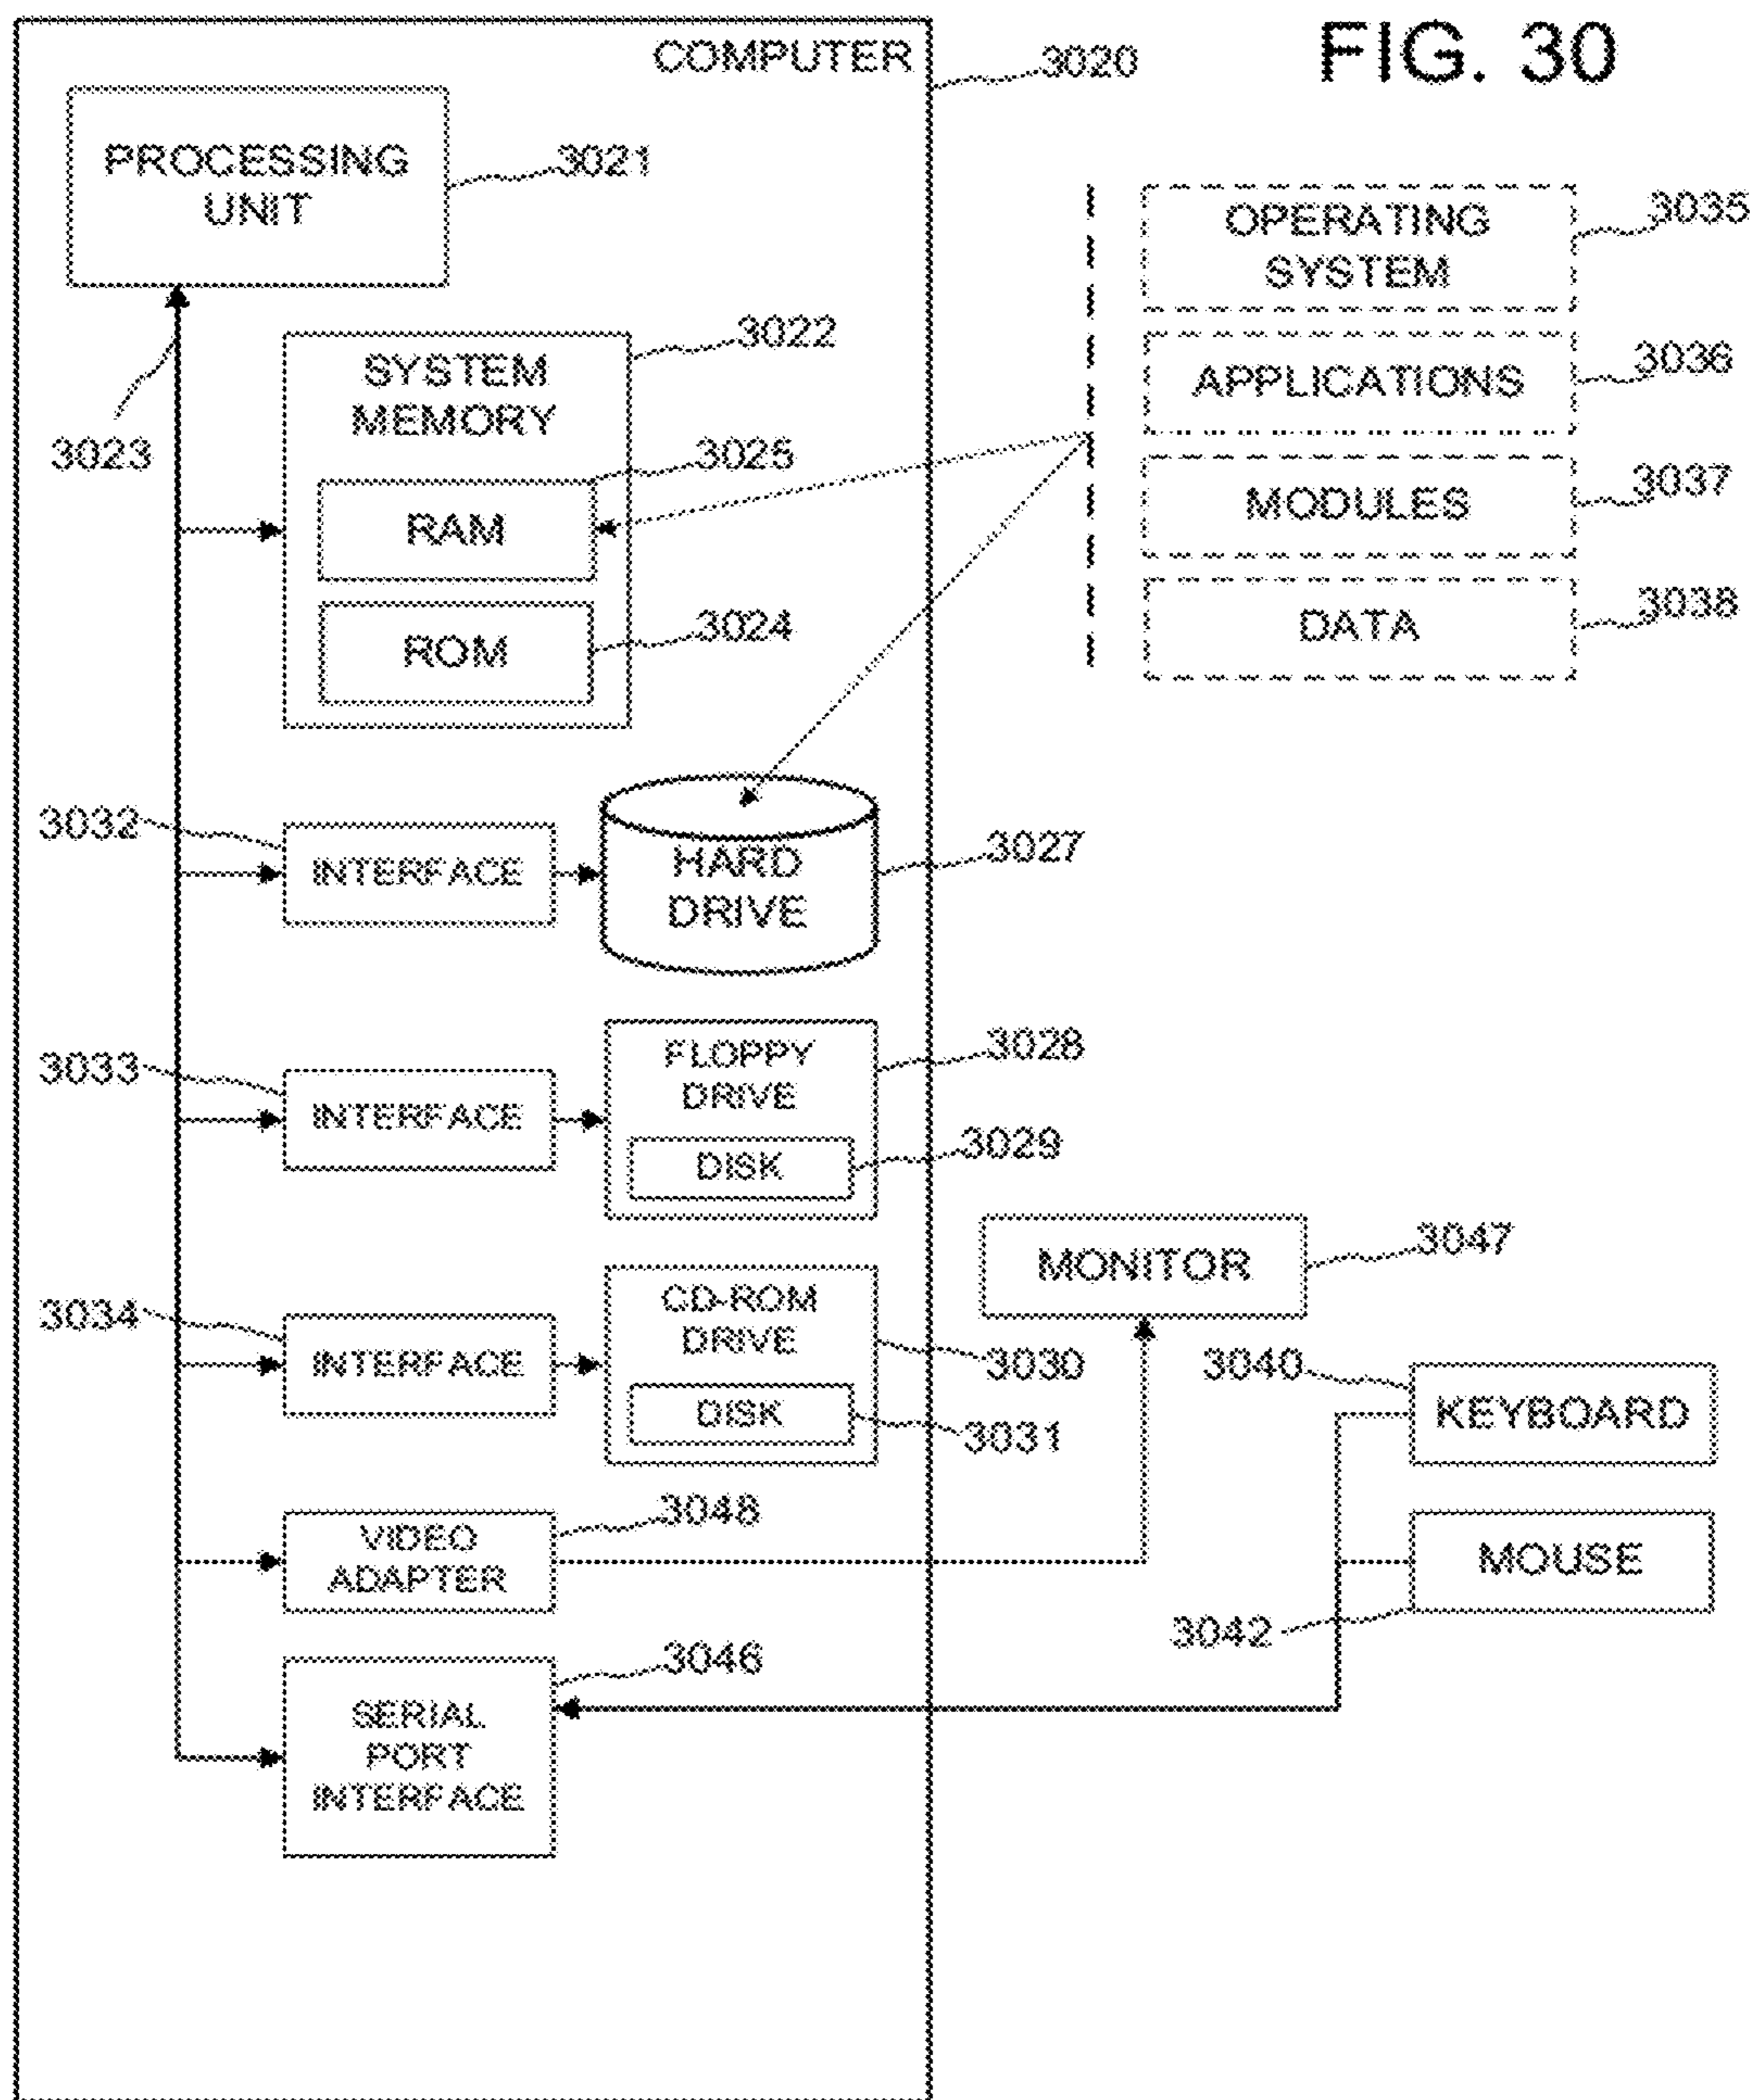 FIG. 30
COMPUTER
3020
PROCESSING
UNIT
3021
3023
SYSTEM
MEMORY
3022
RAM
3025
ROM
3024
OPERATING
SYSTEM
3035
APPLICATIONS
3036
MODULES
3037
DATA
3038
3032
INTERFACE
HARD
DRIVE
3027
3033
INTERFACE
FLOPPY
DRIVE
3028
DISK
3029
3034
INTERFACE
CD-ROM
DRIVE
3030
DISK
3031
MONITOR
3047
3040
KEYBOARD
MOUSE
3042
VIDEO
ADAPTER
3048
SERIAL
PORT
INTERFACE
3046